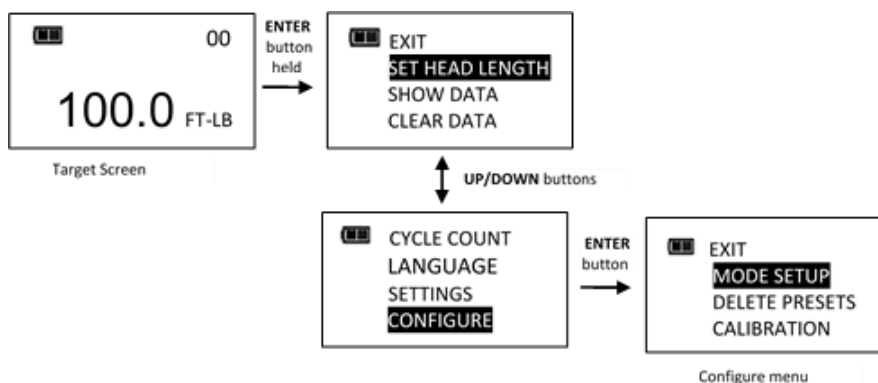 00
100.0 FT-LB
Target Screen
ENTER
button
held
EXIT
SET HEAD LENGTH
SHOW DATA
CLEAR DATA
UP/DOWN buttons
CYCLE COUNT
LANGUAGE
SETTINGS
CONFIGURE
ENTER
button
EXIT
MODE SETUP
DELETE PRESETS
CALIBRATION
Configure menu